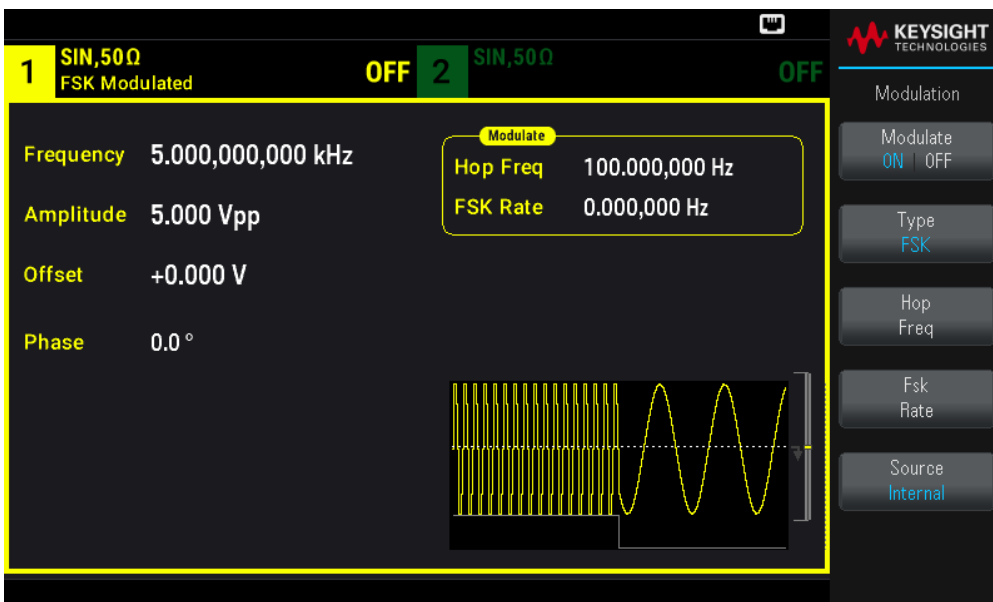 KEYSIGHT
TECHNOLOGIES
1 SIN,50Ω OFF 2 SIN,50Ω OFF
FSK Modulated
Modulation
Modulate
Frequency 5.000,000,000 kHz
Hop Freq 100.000,000 Hz
Amplitude 5.000 Vpp
FSK Rate 0.000,000 Hz
Offset +0.000 V
Phase 0.0 °
Modulate
ON | OFF
Type
FSK
Hop
Freq
Fsk
Rate
Source
Internal